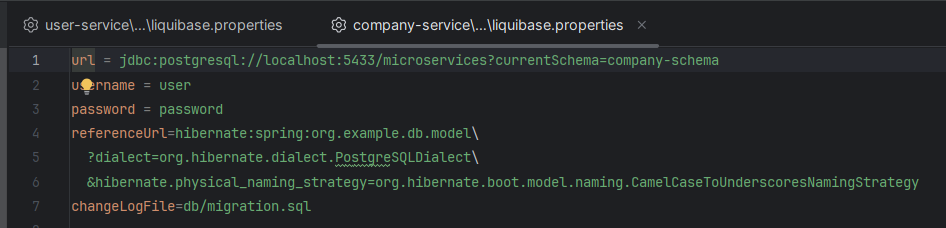 user-service\...\liquibase.properties company-service\...\liquibase.properties
1 url = jdbc:postgresql://localhost:5433/microservices?currentSchema=company-schema
2 username = user
3 password = password
4 referenceUrl=hibernate:spring:org.example.db.model\
5 ?dialect=org.hibernate.dialect.PostgreSQLDialect\
6 &hibernate.physical_naming_strategy=org.hibernate.boot.model.naming.CamelCaseToUnderscoresNamingStrategy
7 changeLogFile=db/migration.sql